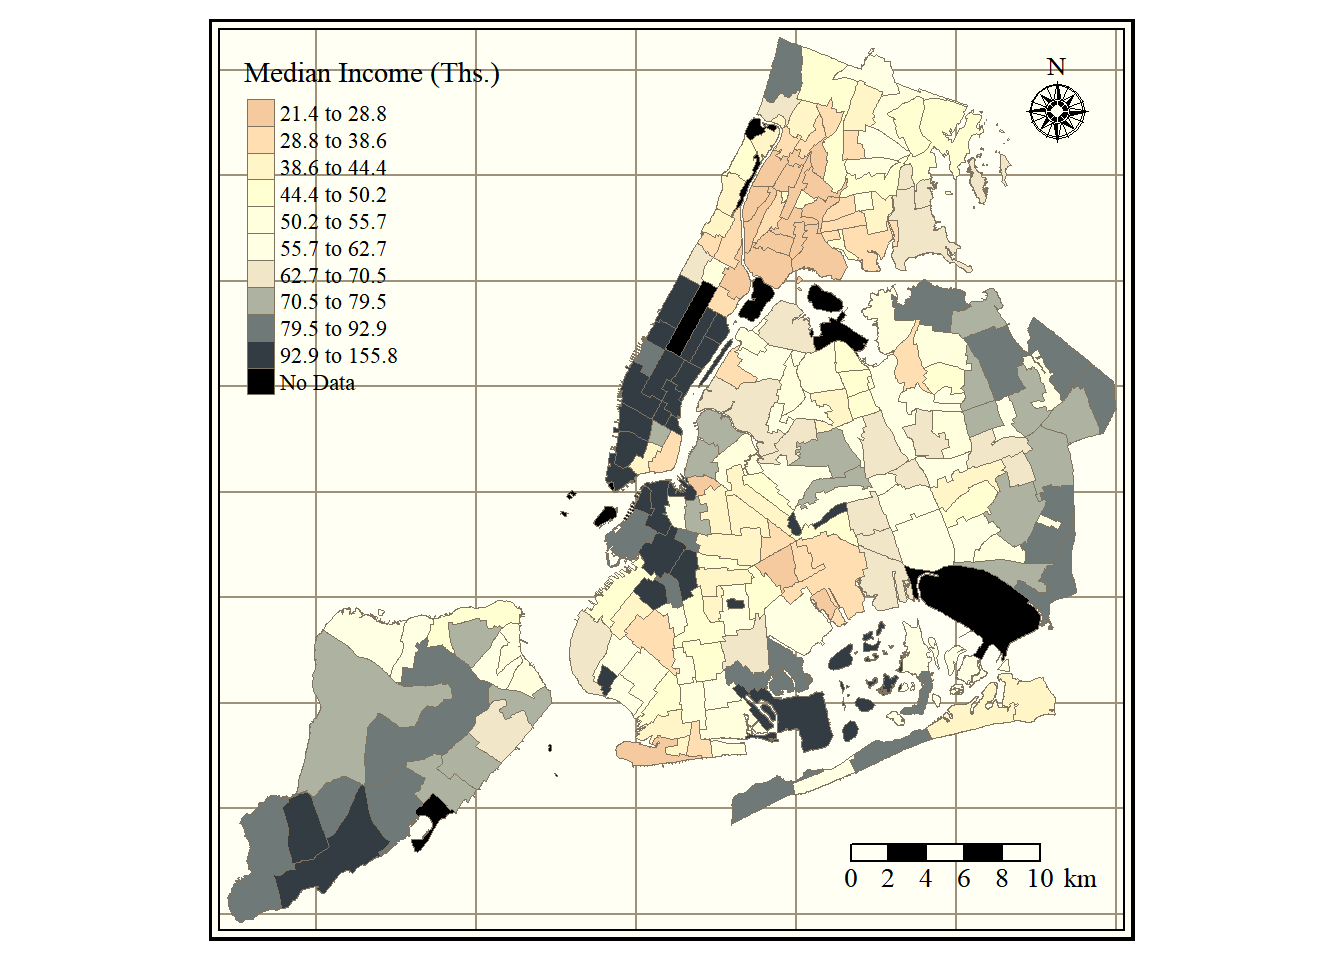 Median Income (Ths.)
21.4 to 28.8
28.8 to 38.6
38.6 to 44.4
44.4 to 50.2
50.2 to 55.7
55.7 to 62.7
62.7 to 70.5
70.5 to 79.5
79.5 to 92.9
92.9 to 155.8
No Data
N
0 2 4 6 8 10 km